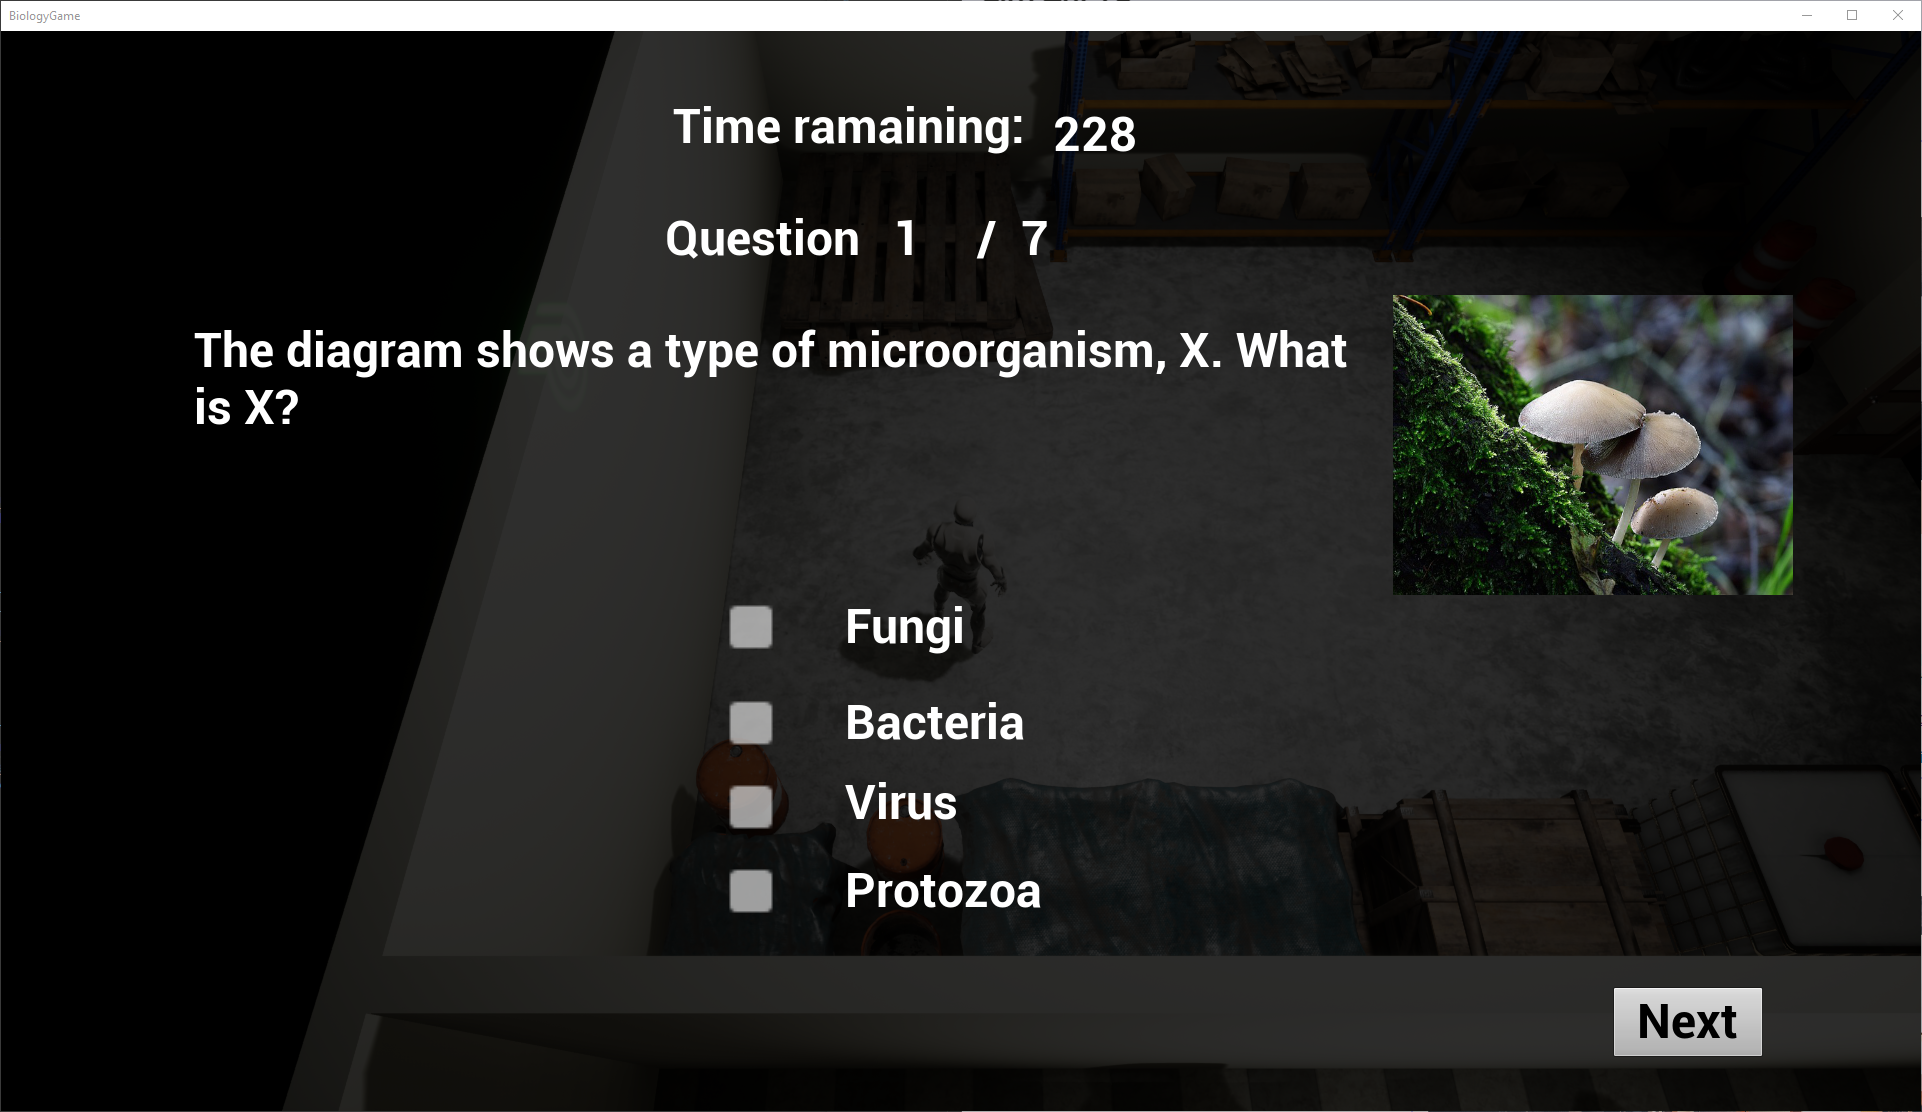 BiologyGame
Time ramaining: 228
Question 1 / 7
The diagram shows a type of microorganism, X. What
is X?
Fungi
Bacteria
Virus
Protozoa
Next